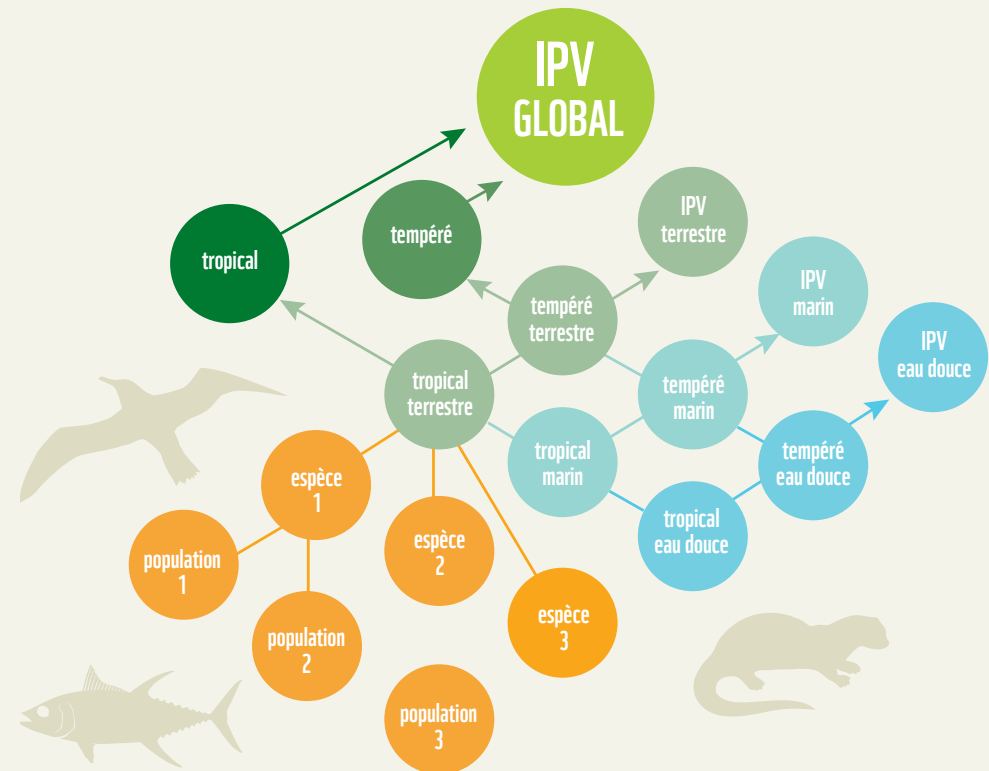 IPV
GLOBAL
tropical
tempéré
IPV
terrestre
tempéré
terrestre
IPV
marin
IPV
eau douce
tropical
terrestre
tempéré
marin
tropical
marin
tempéré
eau douce
tropical
eau douce
espèce
1
espèce
2
espèce
3
population
1
population
2
population
3